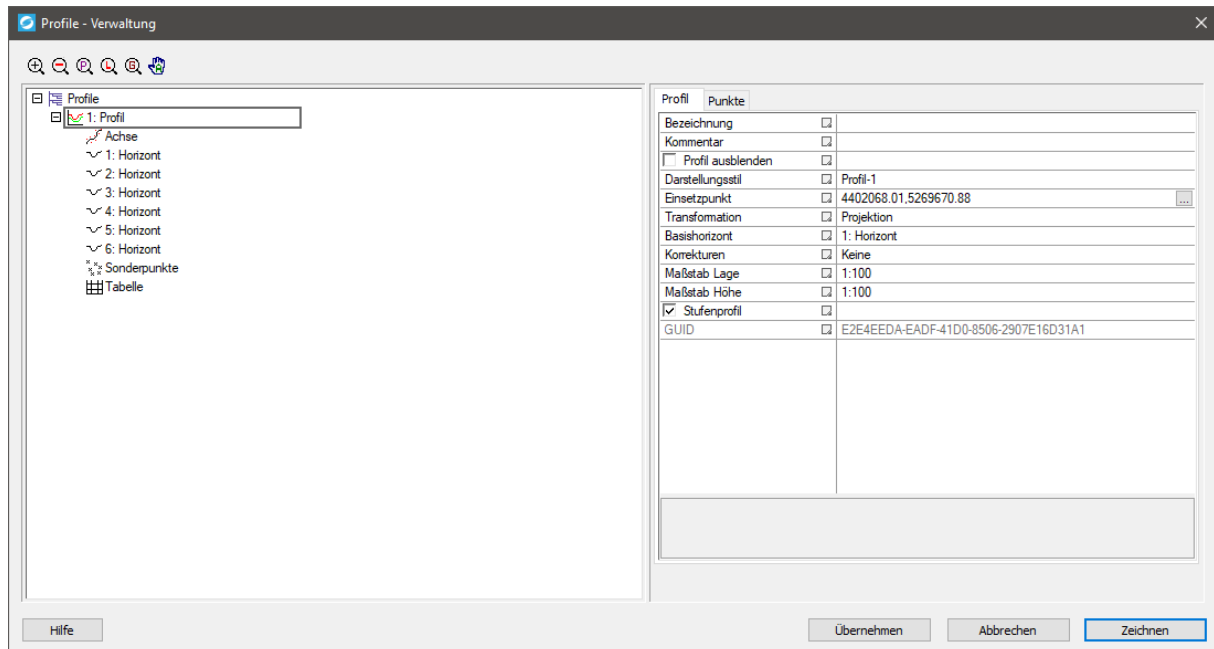 Profile - Verwaltung
Profile
1: Profil
Achse
1: Horizont
2: Horizont
3: Horizont
4: Horizont
5: Horizont
6: Horizont
Sonderpunkte
Tabelle
Profil Punkte
Bezeichnung
Kommentar
Profil ausblenden
Darstellungsstil Profil-1
Einsetzpunkt 4402068.01,5269670.88 ...
Transformation Projektion
Basishorizont 1: Horizont
Korrekturen Keine
Maßstab Lage 1:100
Maßstab Höhe 1:100
Stufenprofil
GUID E2E4EEDA-EADF-41D0-8506-2907E16D31A1
Hilfe Übernehmen Abbrechen Zeichnen